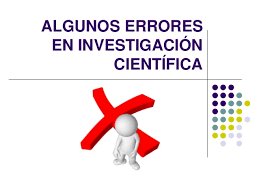 ALGUNOS ERRORES
EN INVESTIGACIÓN
CIENTÍFICA